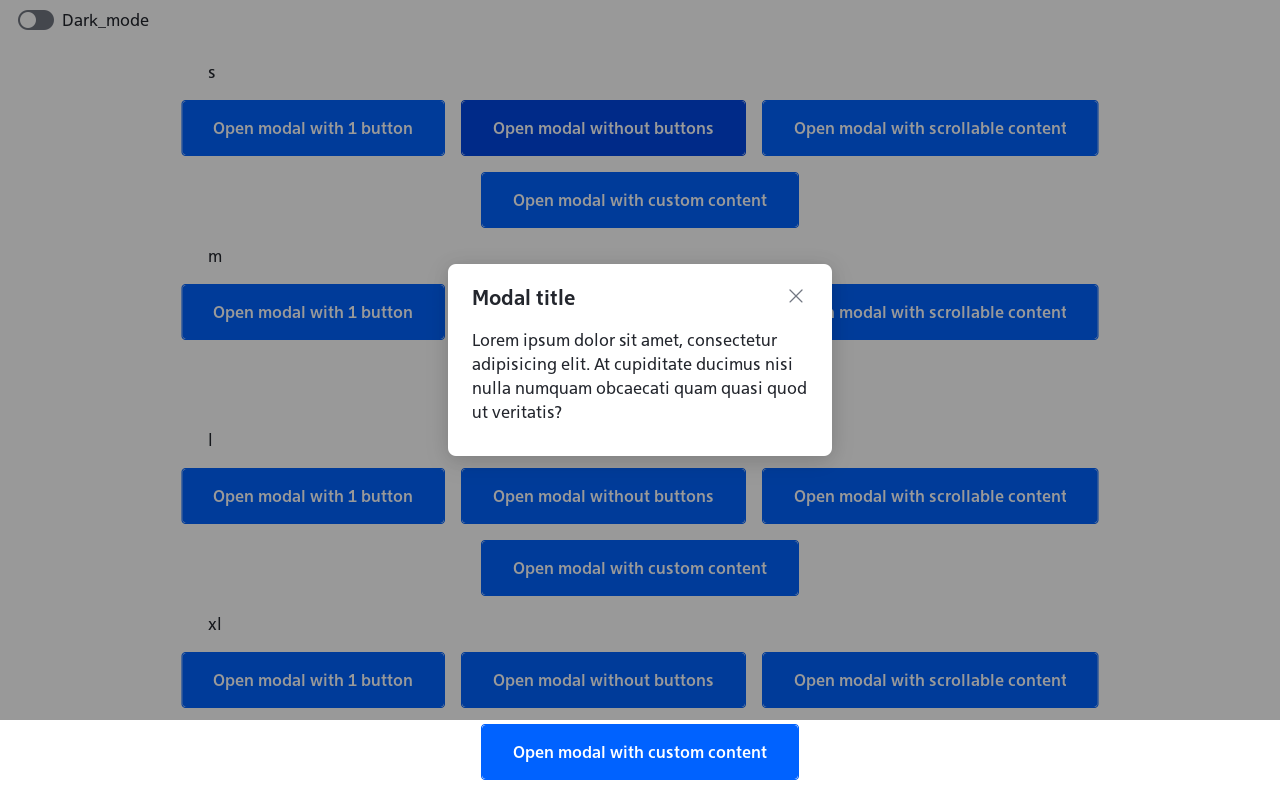 Dark_mode
s
Open modal with 1 button
Open modal without buttons
Open modal with scrollable content
Open modal with custom content
m
Open modal with 1 button
modal with scrollable content
Modal title
Lorem ipsum dolor sit amet, consectetur
adipisicing elit. At cupiditate ducimus nisi
nulla numquam obcaecati quam quasi quod
ut veritatis?
l
Open modal with 1 button
Open modal without buttons
Open modal with scrollable content
Open modal with custom content
xl
Open modal with 1 button
Open modal without buttons
Open modal with scrollable content
Open modal with custom content